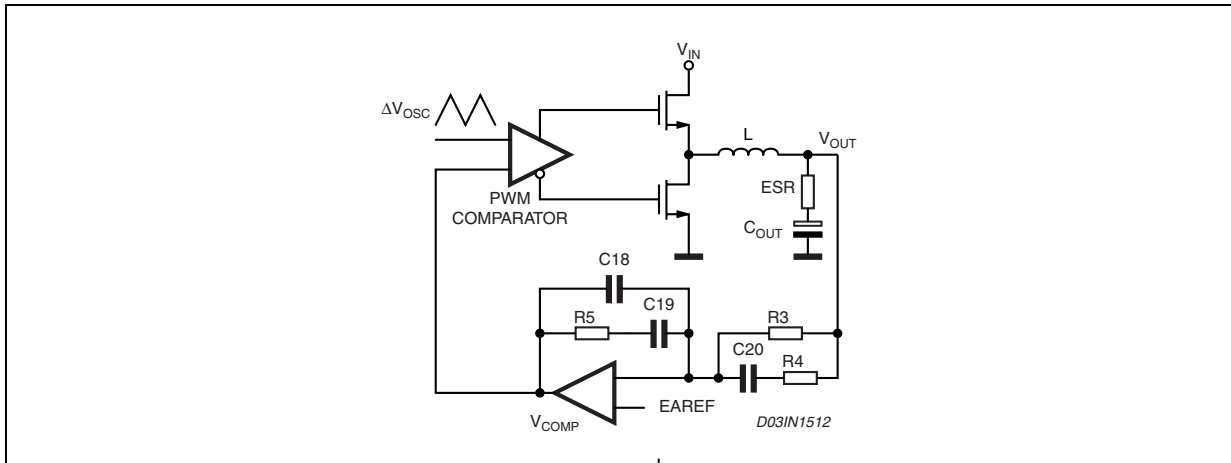 V_IN
ΔV_OSC
L
V_OUT
ESR
PWM
COMPARATOR
C_OUT
C18
C19
R5
R3
C20
R4
EAREF
V_COMP
D03IN1512